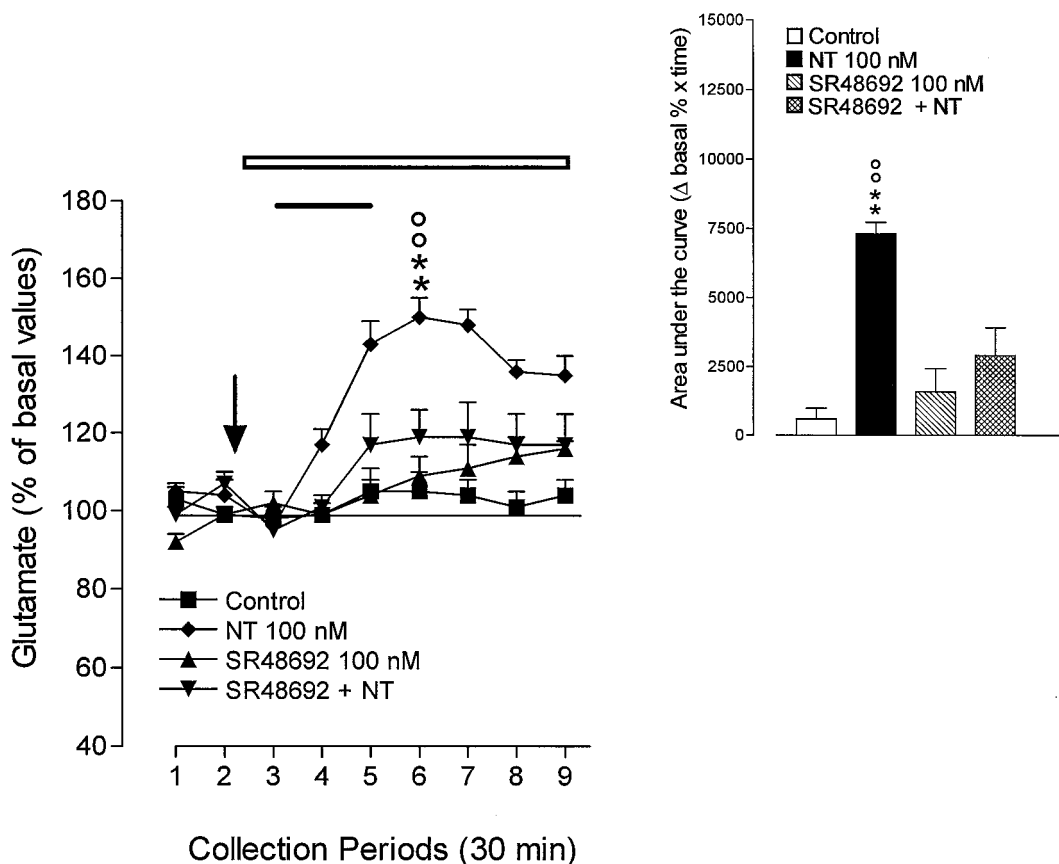 Glutamate (% of basal values)
180
160
140
120
100
80
60
40
°
°
*
*
Control
NT 100 nM
SR48692 100 nM
SR48692 + NT
1 2 3 4 5 6 7 8 9
Collection Periods (30 min)
Area under the curve (Δ basal % x time)
15000
12500
10000
7500
5000
2500
0
Control
NT 100 nM
SR48692 100 nM
SR48692 + NT
°
°
*
*